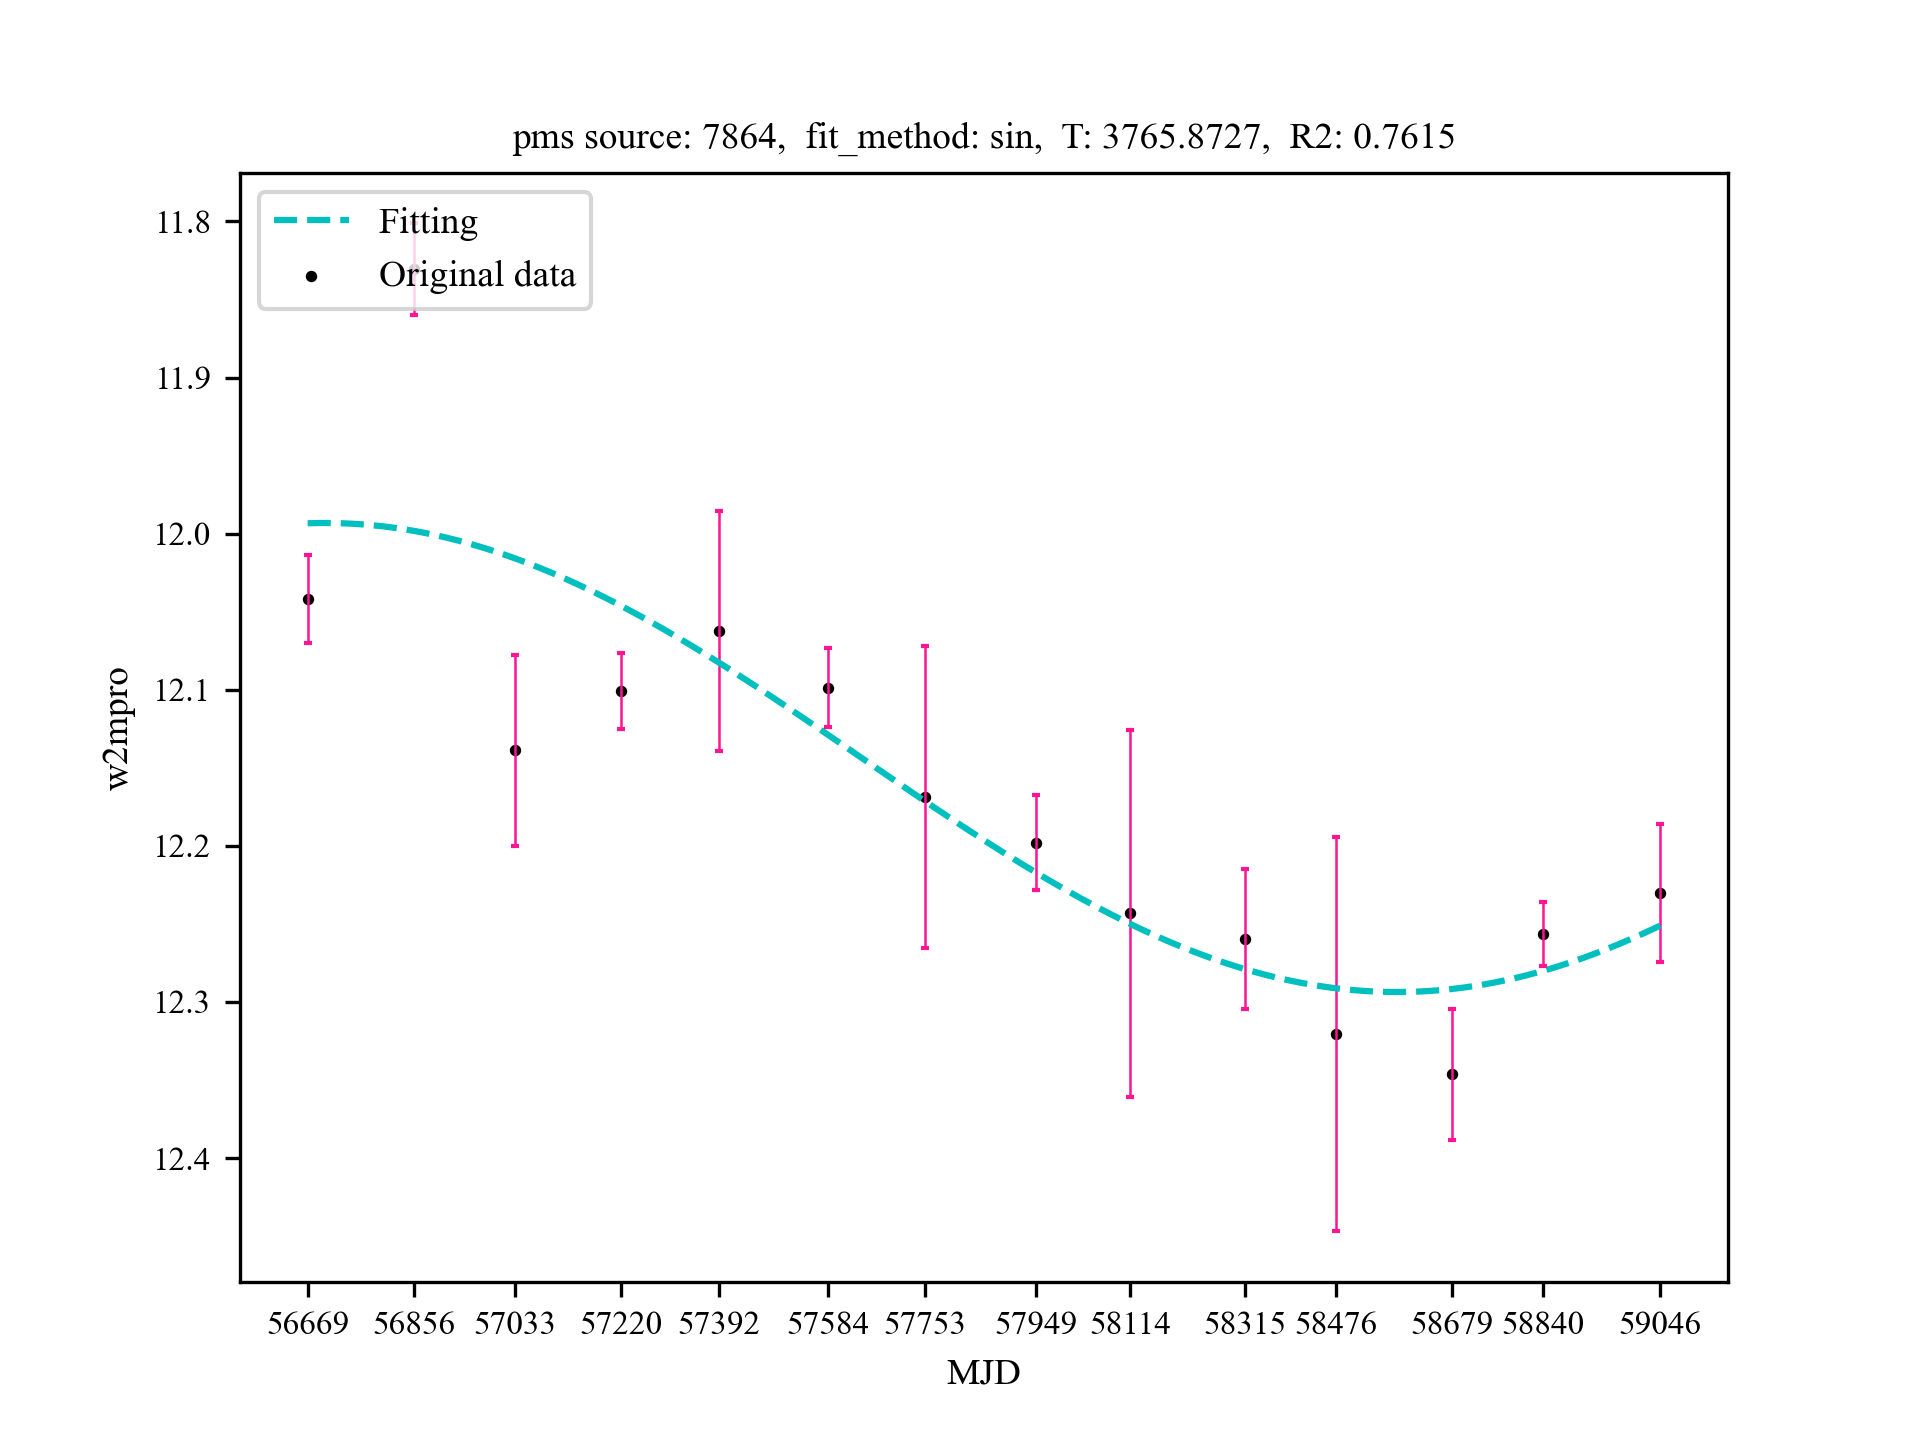 pms source: 7864, fit_method: sin, T: 3765.8727, R2: 0.7615
Fitting
Original data
11.8
11.9
12.0
12.1
12.2
12.3
12.4
w2mpro
56669 56856 57033 57220 57392 57584 57753 57949 58114 58315 58476 58679 58840 59046
MJD